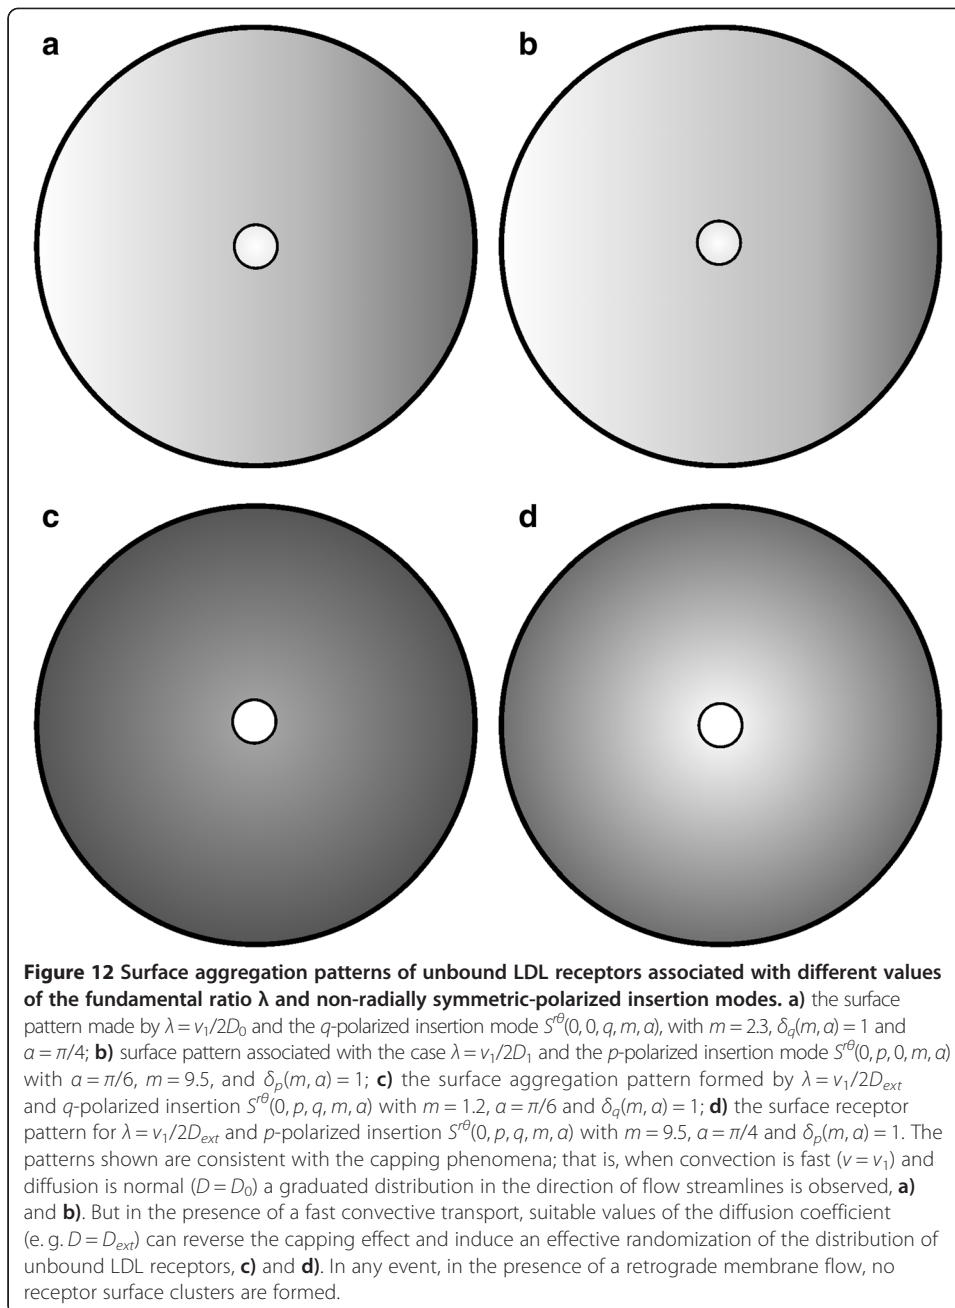 a
b
c
d
Figure 12 Surface aggregation patterns of unbound LDL receptors associated with different values
of the fundamental ratio λ and non-radially symmetric-polarized insertion modes. a) the surface
pattern made by λ = v₁/2D₀ and the q-polarized insertion mode Sʳᶿ(0, 0, q, m, α), with m = 2.3, δq(m, α) = 1 and
α = π/4; b) surface pattern associated with the case λ = v₁/2D₁ and the p-polarized insertion mode Sʳᶿ(0, p, 0, m, α)
with α = π/6, m = 9.5, and δp(m, α) = 1; c) the surface aggregation pattern formed by λ = v₁/2Dext
and q-polarized insertion Sʳᶿ(0, p, q, m, α) with m = 1.2, α = π/6 and δq(m, α) = 1; d) the surface receptor
pattern for λ = v₁/2Dext and p-polarized insertion Sʳᶿ(0, p, q, m, α) with m = 9.5, α = π/4 and δp(m, α) = 1. The
patterns shown are consistent with the capping phenomena; that is, when convection is fast (v = v₁) and
diffusion is normal (D = D₀) a graduated distribution in the direction of flow streamlines is observed, a)
and b). But in the presence of a fast convective transport, suitable values of the diffusion coefficient
(e. g. D = Dext) can reverse the capping effect and induce an effective randomization of the distribution of
unbound LDL receptors, c) and d). In any event, in the presence of a retrograde membrane flow, no
receptor surface clusters are formed.